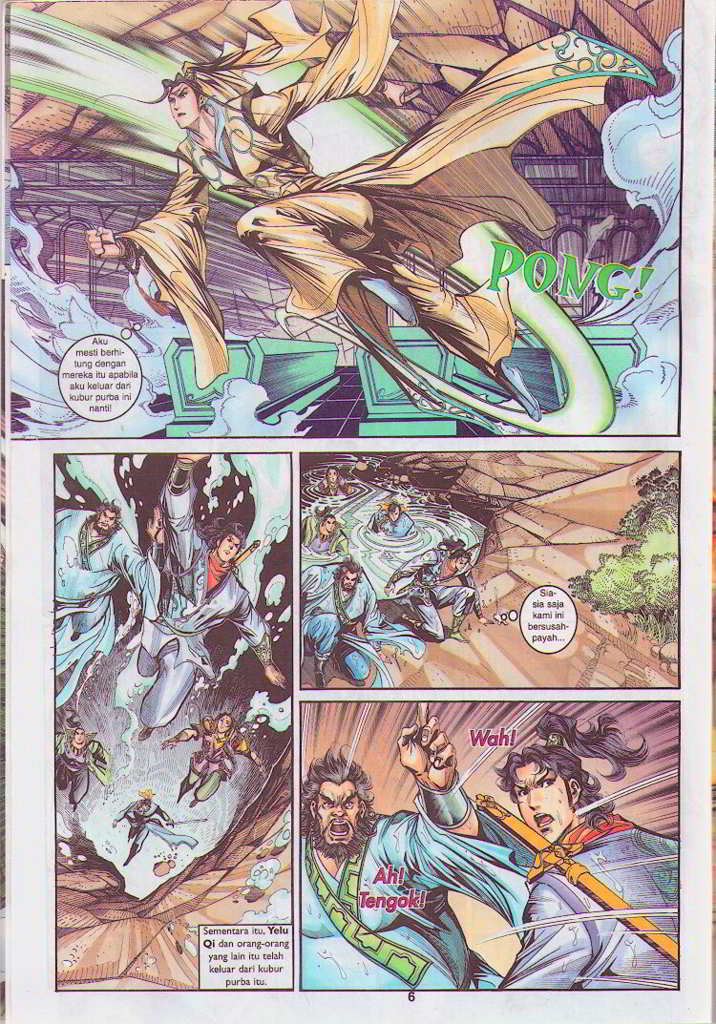 PONG!
Aku
mesti berhi-
tung dengan
mereka itu apabila
aku keluar dari
kubur purba ini
nanti!
Sementara itu, Yelu
Qi dan orang-orang
yang lain itu telah
keluar dari kubur
purba itu.
Sia-
sia saja
kami ini
bersusah-
payah...
Wah!
Ah!
Tengok!
6